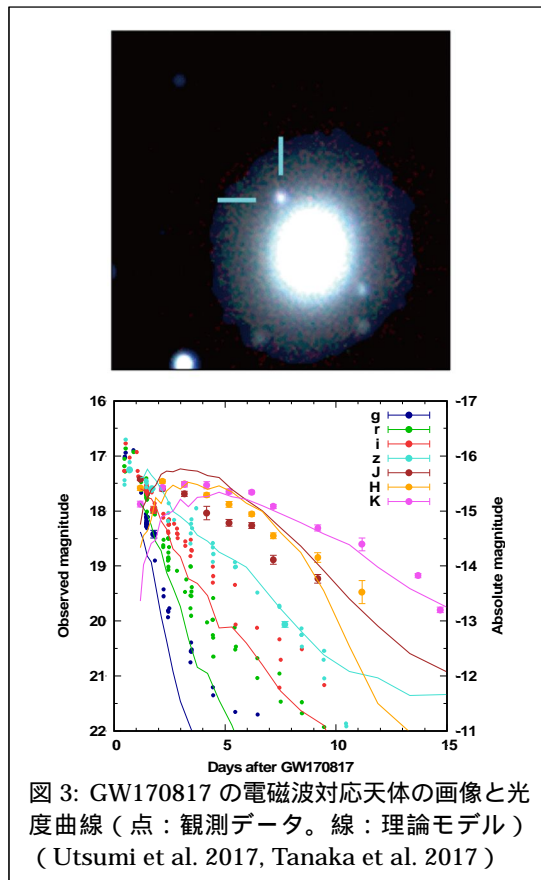 16
17
18
19
20
21
22
-17
-16
-15
-14
-13
-12
-11
Observed magnitude
Absolute magnitude
g
r
i
z
J
H
K
0
5
10
15
Days after GW170817
図 3: GW170817 の電磁波対応天体の画像と光
度曲線(点:観測データ。線:理論モデル)
(Utsumi et al. 2017, Tanaka et al. 2017)